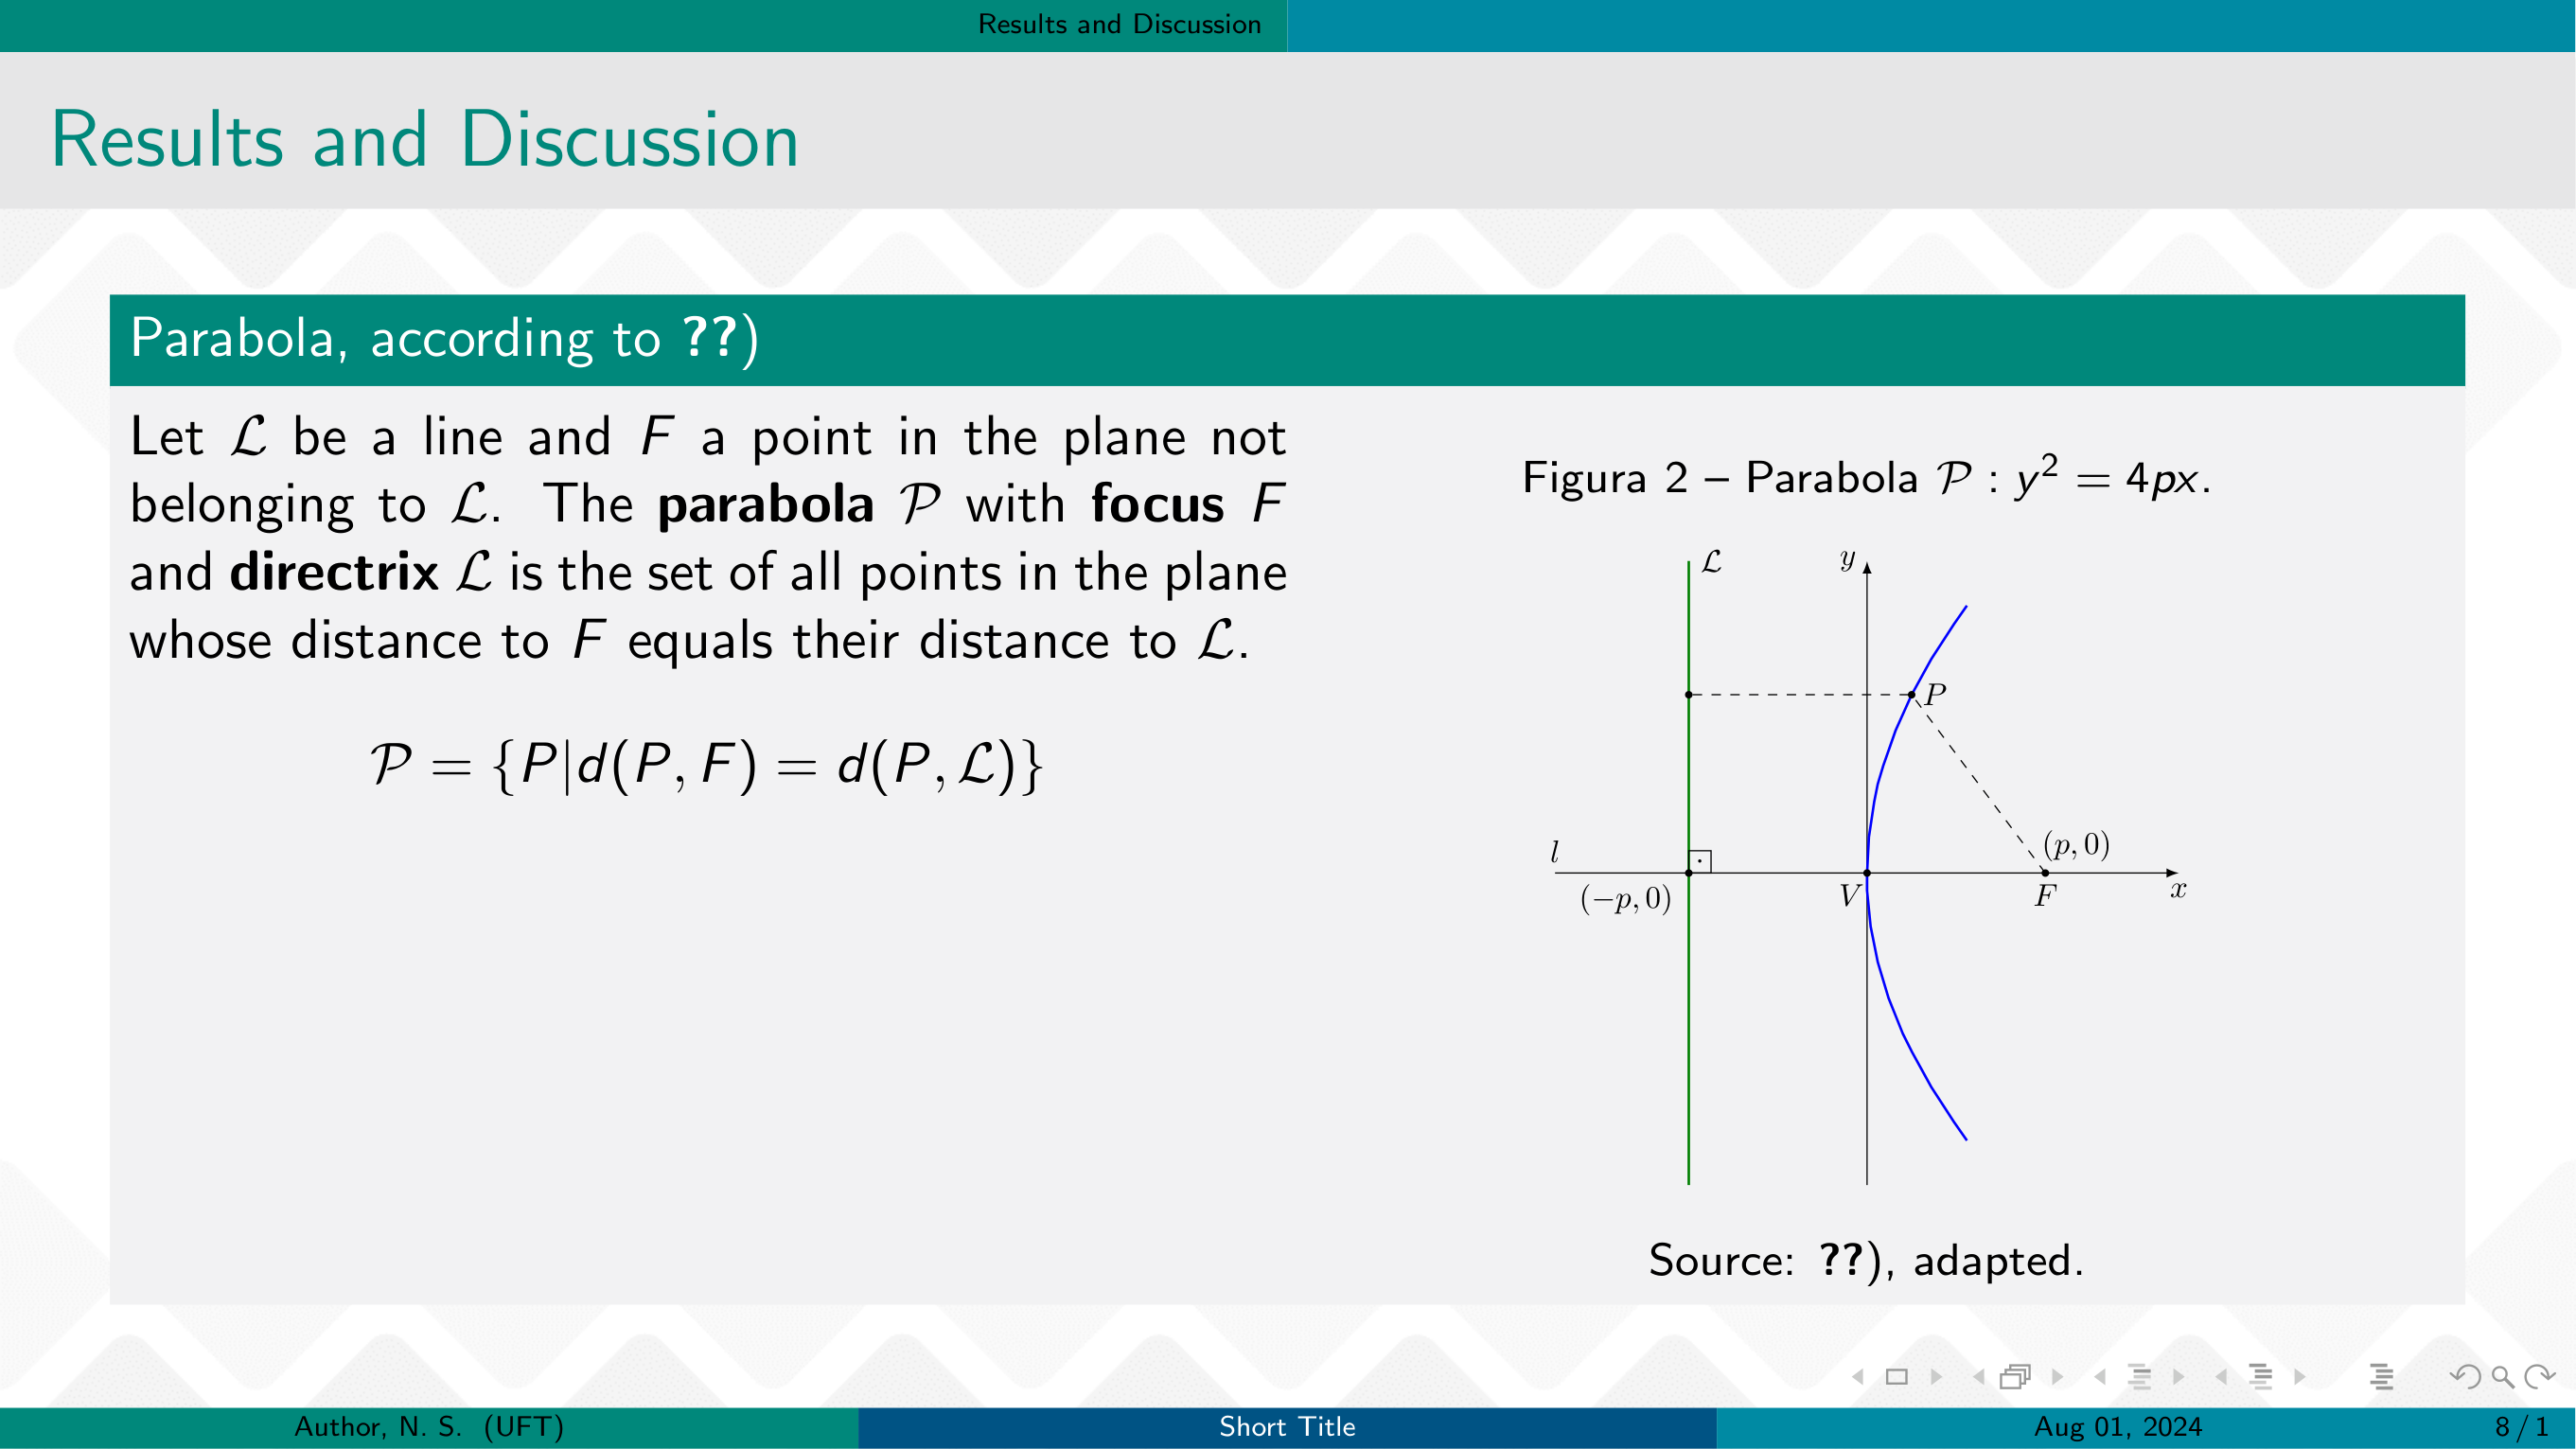 Results and Discussion
Results and Discussion
Parabola, according to ??)
Let ℒ be a line and F a point in the plane not
belonging to ℒ. The parabola 𝒫 with focus F
and directrix ℒ is the set of all points in the plane
whose distance to F equals their distance to ℒ.
𝒫 = {P|d(P, F) = d(P, ℒ)}
Figura 2 – Parabola 𝒫 : y² = 4px.
ℒ
y
P
l
(p, 0)
(−p, 0)
V
F
x
Source: ??), adapted.
Author, N. S. (UFT)
Short Title
Aug 01, 2024
8 / 1